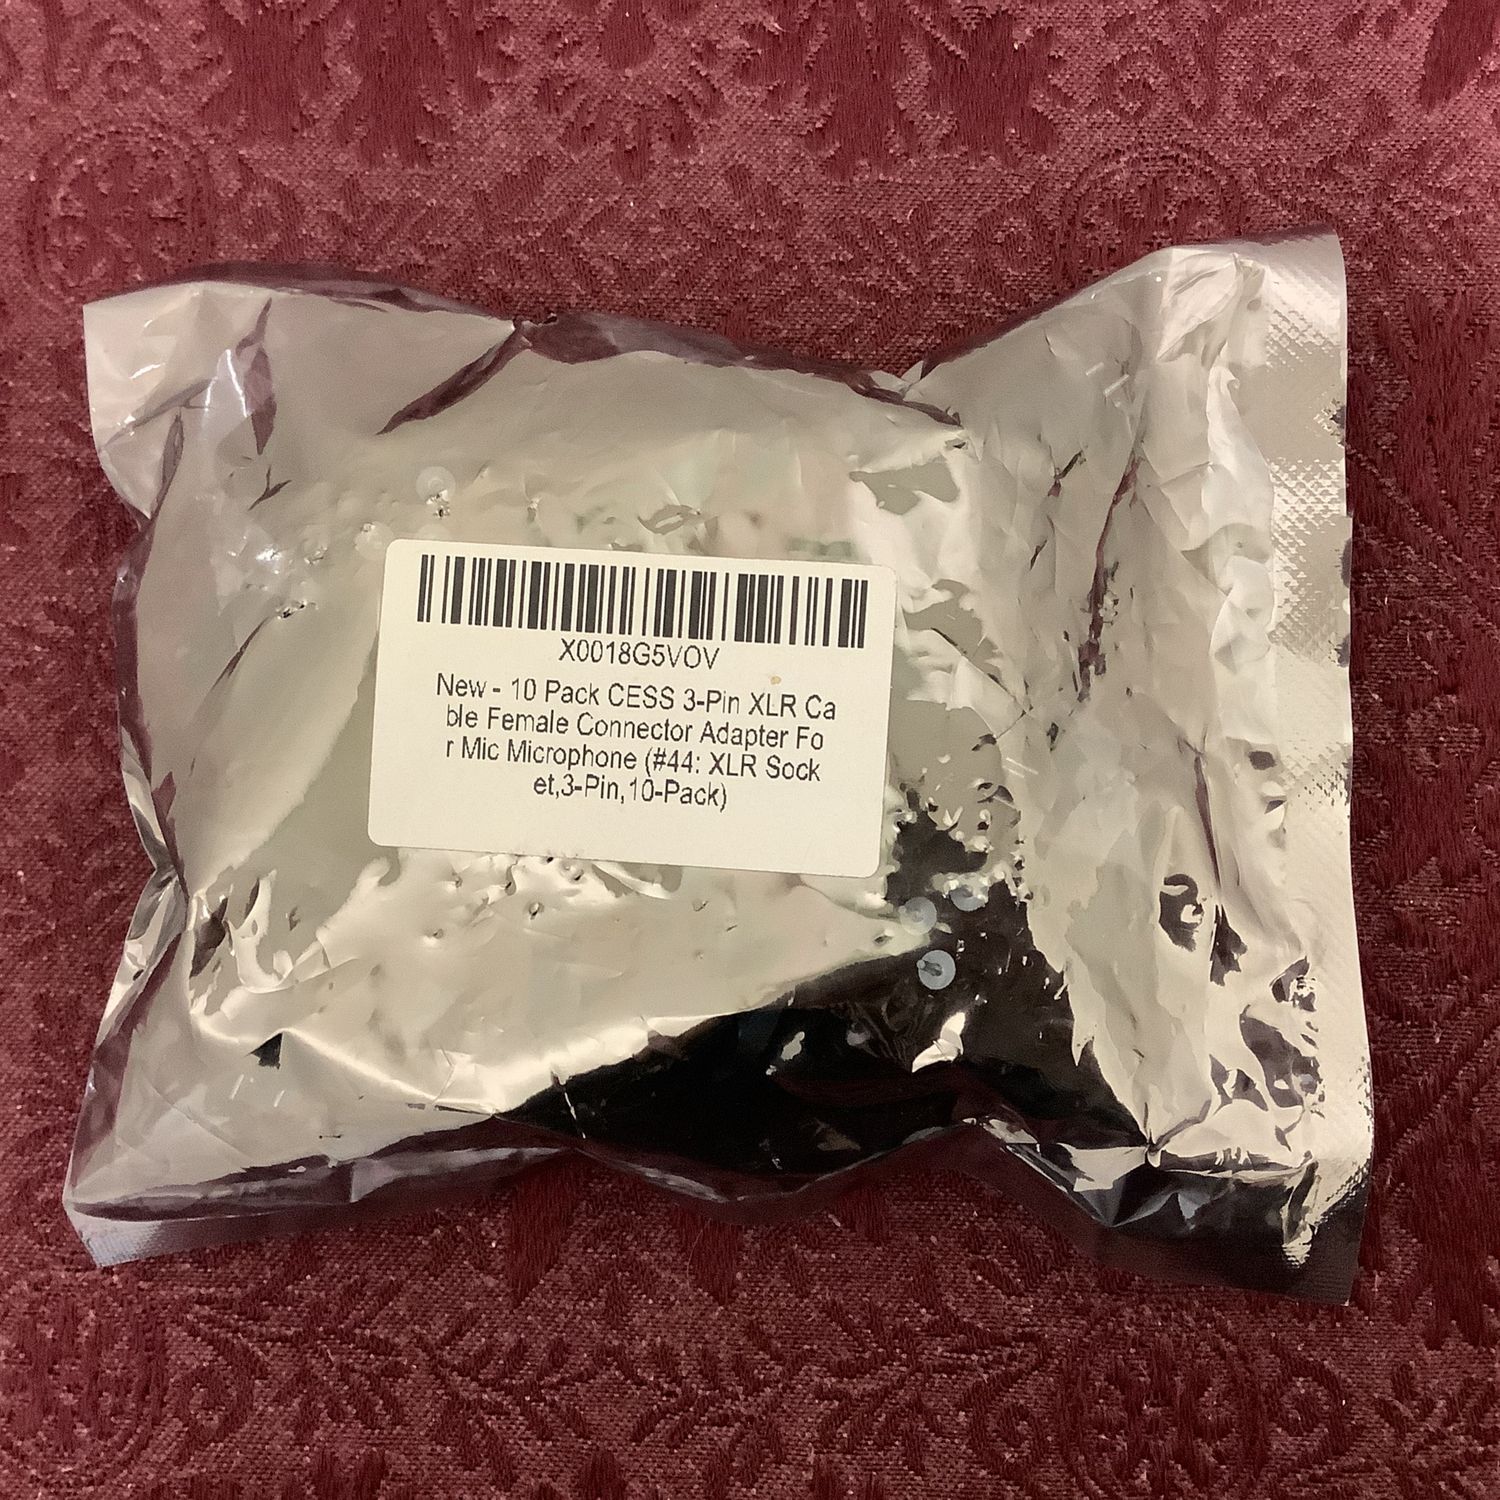 X0018G5VOV
New - 10 Pack CESS 3-Pin XLR Ca
ble Female Connector Adapter Fo
r Mic Microphone (#44: XLR Sock
et,3-Pin,10-Pack)